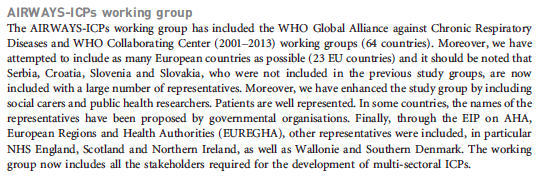 AIRWAYS-ICPs working group
The AIRWAYS-ICPs working group has included the WHO Global Alliance against Chronic Respiratory
Diseases and WHO Collaborating Center (2001–2013) working groups (64 countries). Moreover, we have
attempted to include as many European countries as possible (23 EU countries) and it should be noted that
Serbia, Croatia, Slovenia and Slovakia, who were not included in the previous study groups, are now
included with a large number of representatives. Moreover, we have enhanced the study group by including
social carers and public health researchers. Patients are well represented. In some countries, the names of the
representatives have been proposed by governmental organisations. Finally, through the EIP on AHA,
European Regions and Health Authorities (EUREGHA), other representatives were included, in particular
NHS England, Scotland and Northern Ireland, as well as Wallonie and Southern Denmark. The working
group now includes all the stakeholders required for the development of multi-sectoral ICPs.